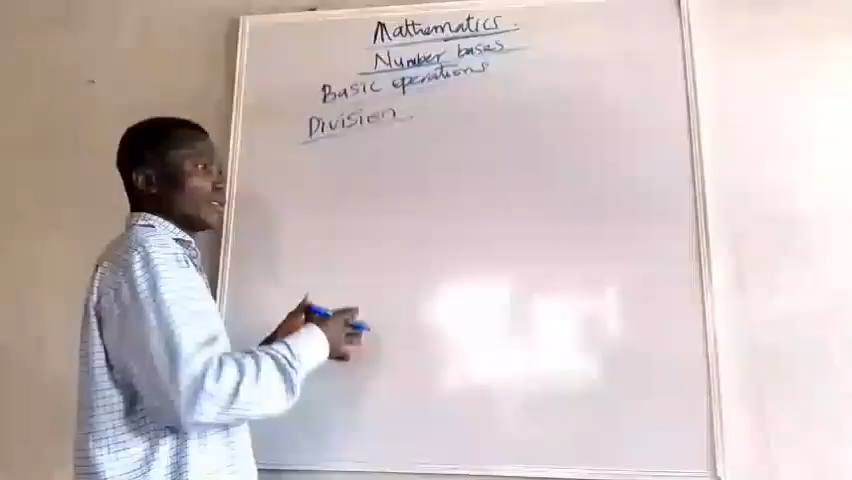 Mathematics.
Number bases
Basic operations
Division.